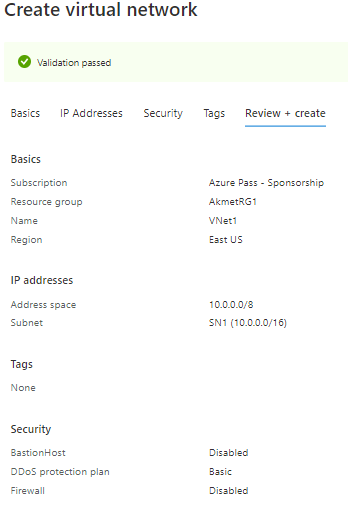 Create virtual network
Validation passed
Basics IP Addresses Security Tags Review + create
Basics
Subscription Azure Pass - Sponsorship
Resource group AkmetRG1
Name VNet1
Region East US
IP addresses
Address space 10.0.0.0/8
Subnet SN1 (10.0.0.0/16)
Tags
None
Security
BastionHost Disabled
DDoS protection plan Basic
Firewall Disabled